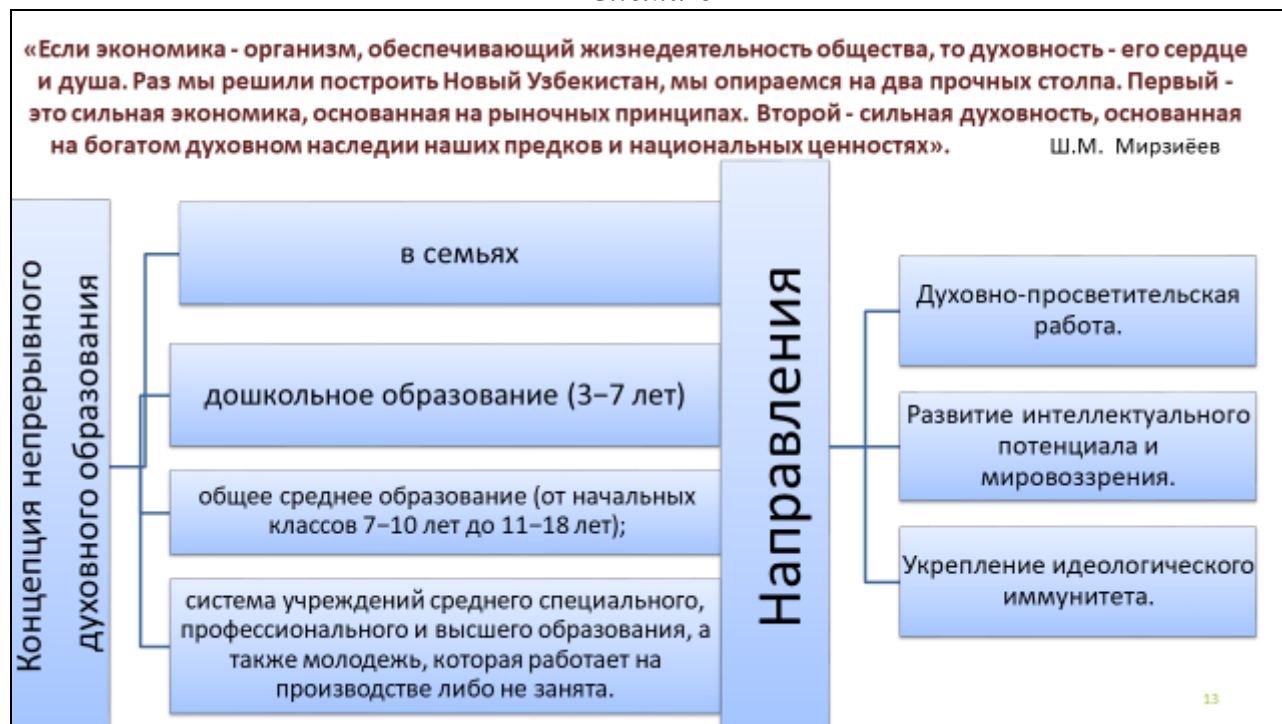 «Если экономика - организм, обеспечивающий жизнедеятельность общества, то духовность - его сердце
и душа. Раз мы решили построить Новый Узбекистан, мы опираемся на два прочных столпа. Первый -
это сильная экономика, основанная на рыночных принципах. Второй - сильная духовность, основанная
на богатом духовном наследии наших предков и национальных ценностях». Ш.М. Мирзиёев
Концепция непрерывного
духовного образования
в семьях
дошкольное образование (3–7 лет)
общее среднее образование (от начальных
классов 7–10 лет до 11–18 лет);
система учреждений среднего специального,
профессионального и высшего образования, а
также молодежь, которая работает на
производстве либо не занята.
Направления
Духовно-просветительская
работа.
Развитие интеллектуального
потенциала и
мировоззрения.
Укрепление идеологического
иммунитета.
13